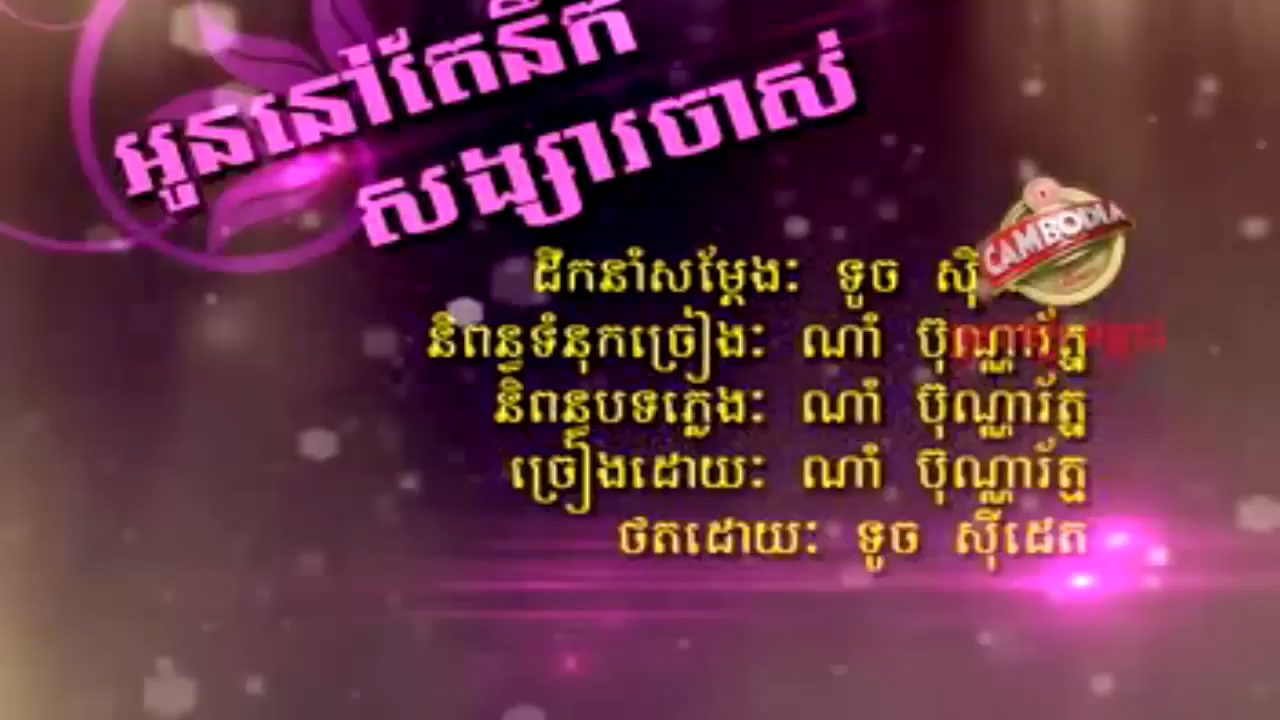 អូននៅតែនឹក
សង្សារចាស់
ដឹកនាំសម្ដែងៈ ទូច
CAMBODIA
និពន្ធទំនុកច្រៀងៈ ណាំ ប៊ុណ្ណារ័ត្ន
និពន្ធបទភ្លេងៈ ណាំ ប៊ុណ្ណារ័ត្ន
ច្រៀងដោយៈ ណាំ ប៊ុណ្ណារ័ត្ន
ថតដោយៈ ទូច ស៊ីដេត